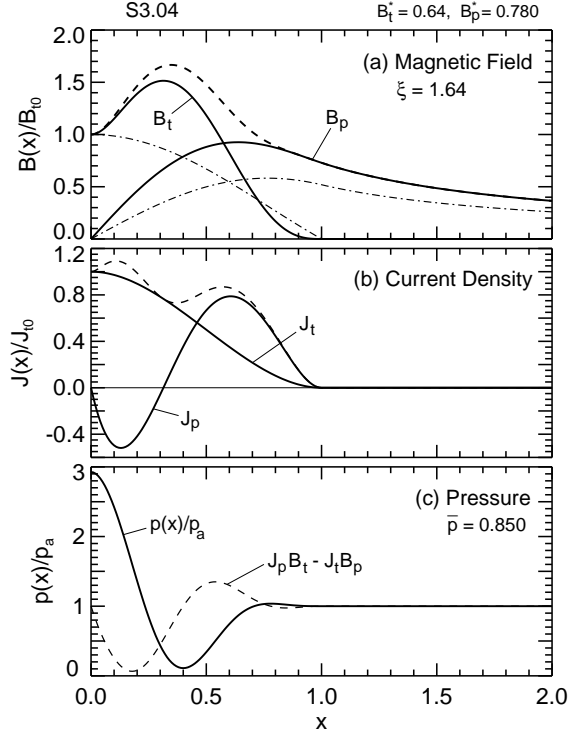 S3.04
B*t = 0.64, B*p = 0.780
2.0
1.5
1.0
0.5
0.0
B(x)/Bt0
(a) Magnetic Field
ξ = 1.64
Bt
Bp
1.2
0.8
0.4
0.0
-0.4
J(x)/Jt0
(b) Current Density
Jt
Jp
3
2
1
0
p(x)/pa
(c) Pressure
p̅ = 0.850
p(x)/pa
JpBt - JtBp
0.0 0.5 1.0 1.5 2.0
x